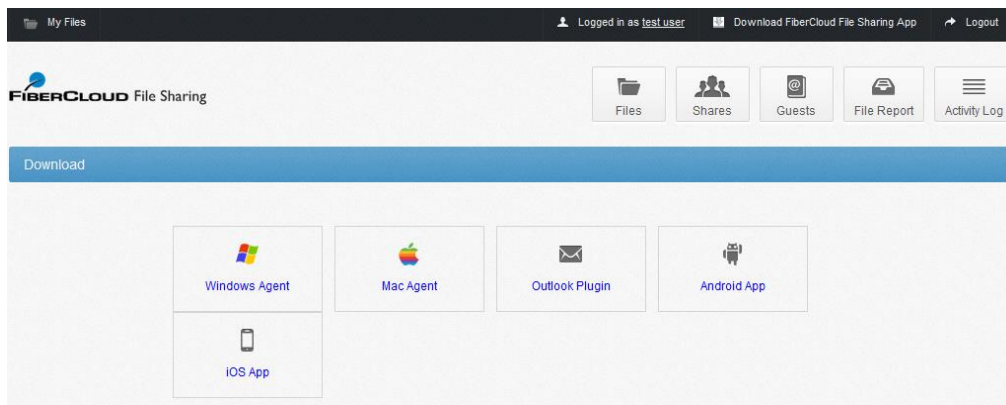 My Files
Logged in as test user
Download FiberCloud File Sharing App
Logout
FIBERCLOUD File Sharing
Files
Shares
Guests
File Report
Activity Log
Download
Windows Agent
Mac Agent
Outlook Plugin
Android App
iOS App